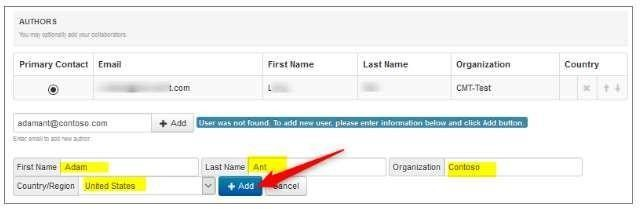 AUTHORS
You may optionally add your collaborators.
Primary Contact Email First Name Last Name Organization Country
t.com L CMT-Test
adamant@contoso.com + Add User was not found. To add new user, please enter information below and click Add button.
Enter email to add new author.
First Name Adam Last Name Ant Organization Contoso
Country/Region United States + Add Cancel